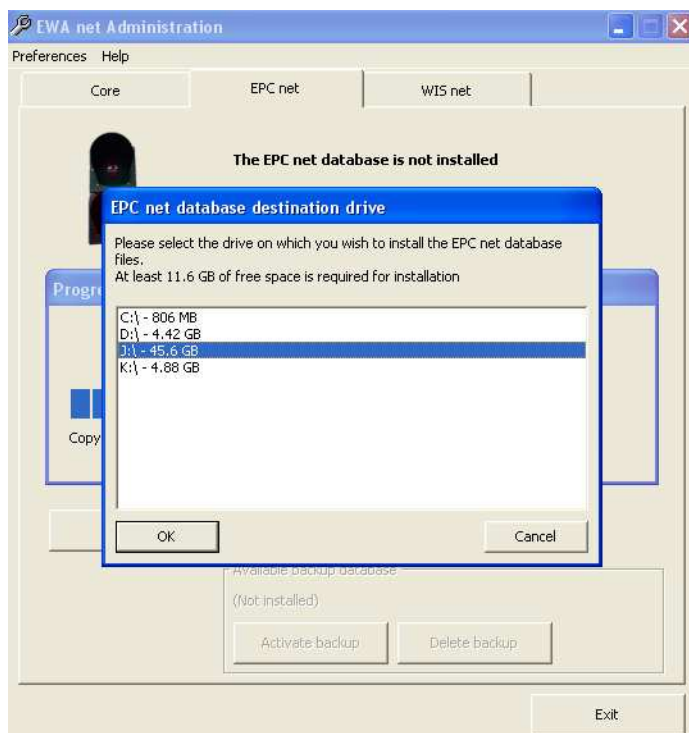 EWA net Administration
Preferences Help
Core EPC net WIS net
The EPC net database is not installed
EPC net database destination drive
Please select the drive on which you wish to install the EPC net database
files.
At least 11.6 GB of free space is required for installation
C:\ - 806 MB
D:\ - 4.42 GB
J:\ - 45.6 GB
K:\ - 4.88 GB
Progre
Copy
OK Cancel
Available backup database
(Not installed)
Activate backup Delete backup
Exit